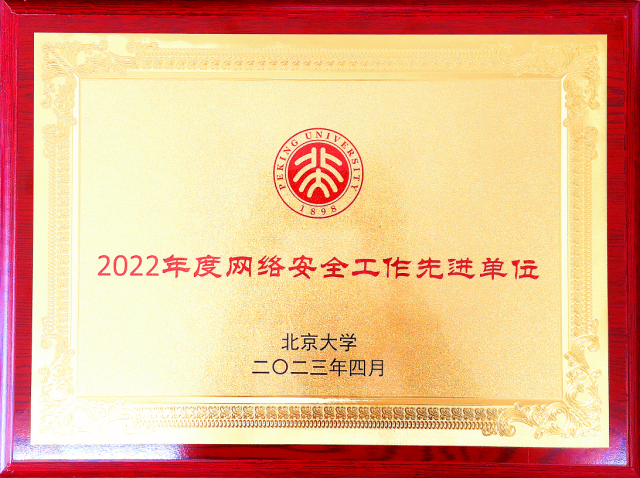 PEKING UNIVERSITY
1898
2022年度网络安全工作先进单位
北京大学
二〇二三年四月